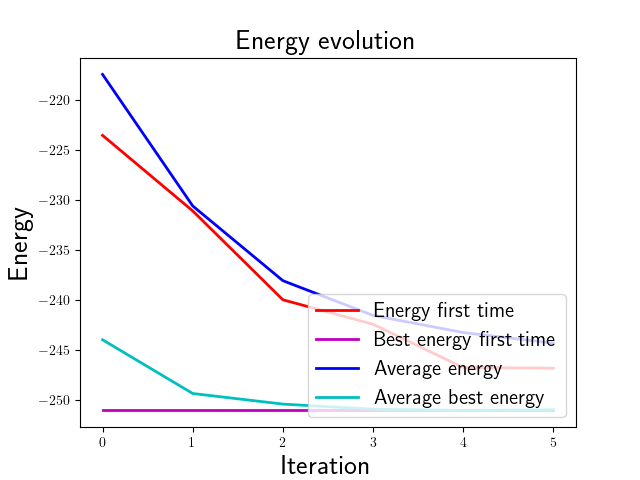 Energy evolution
Energy
−220
−225
−230
−235
−240
−245
−250
Energy first time
Best energy first time
Average energy
Average best energy
0 1 2 3 4 5
Iteration